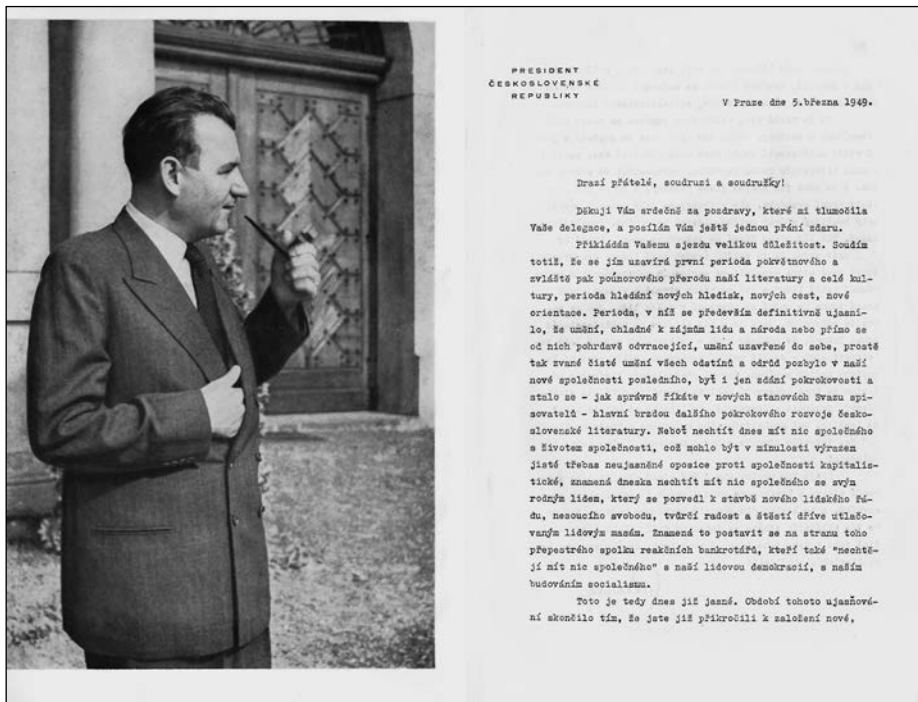 PRESIDENT
ČESKOSLOVENSKÉ
REPUBLIKY
V Praze dne 5.března 1949.
Drazí přátelé, soudruzi a soudružky!
Děkuji Vám srdečně za pozdravy, které mi tlumočila
Vaše delegace, a posílám Vám ještě jednou přání zdaru.
Přikládám Vašemu sjezdu velikou důležitost. Soudím
totiž, že se jím uzavírá první perioda pokvětnového a
zvláště pak poúnorového přerodu naší literatury a celé kul-
tury, perioda hledání nových hledisk, nových cest, nové
orientace. Perioda, v níž se především definitivně ujasni-
lo, že umění, chladné k zájmům lidu a národa nebo přímo se
od nich pohrdavě odvracející, umění uzavřené do sebe, prostě
tak zvané čisté umění všech odstínů a odrůd pozbylo v naší
nové společnosti posledního, byť i jen zdání pokrokovosti a
stalo se - jak správně říkáte v nových stanovách Svazu spi-
sovatelů - hlavní brzdou dalšího pokrokového rozvoje česko-
slovenské literatury. Neboť nechtít dnes mít nic společného
s životem společnosti, což mohlo být v minulosti výrazem
jisté třebas neujasněné oposice proti společnosti kapitalis-
tické, znamená dneska nechtít mít nic společného se svým
rodným lidem, který se pozvedl k stavbě nového lidského řá-
du, nesoucího svobodu, tvůrčí radost a štěstí dříve utlačo-
vaným lidovým masám. Znamená to postavit se na stranu toho
přepestrého spolku reakčních bankrotářů, kteří také "nechtě-
jí mít nic společného" s naší lidovou demokracií, s naším
budováním socialismu.
Toto je tedy dnes již jasné. Období tohoto ujasňová-
ní skončilo tím, že jste již přikročili k založení nové,